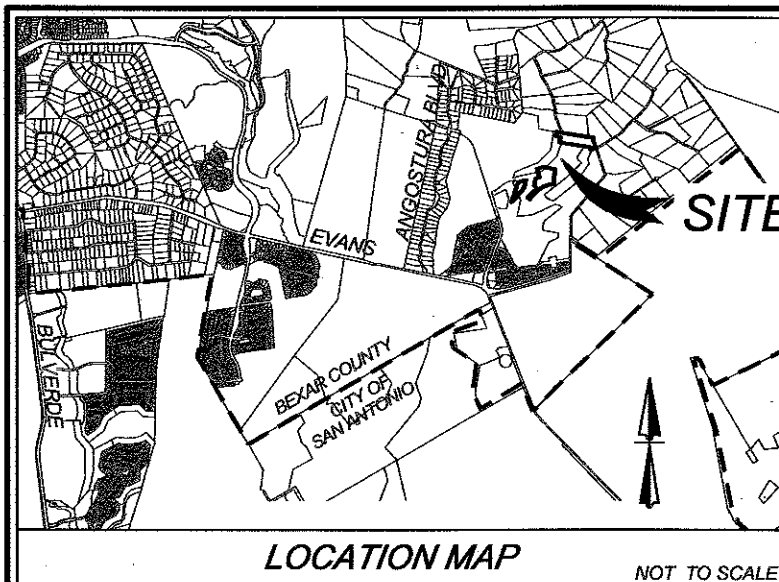 ANGOSTURA BLVD
SITE
EVANS
BULVERDE
BEXAR COUNTY
CITY OF
SAN ANTONIO
LOCATION MAP
NOT TO SCALE